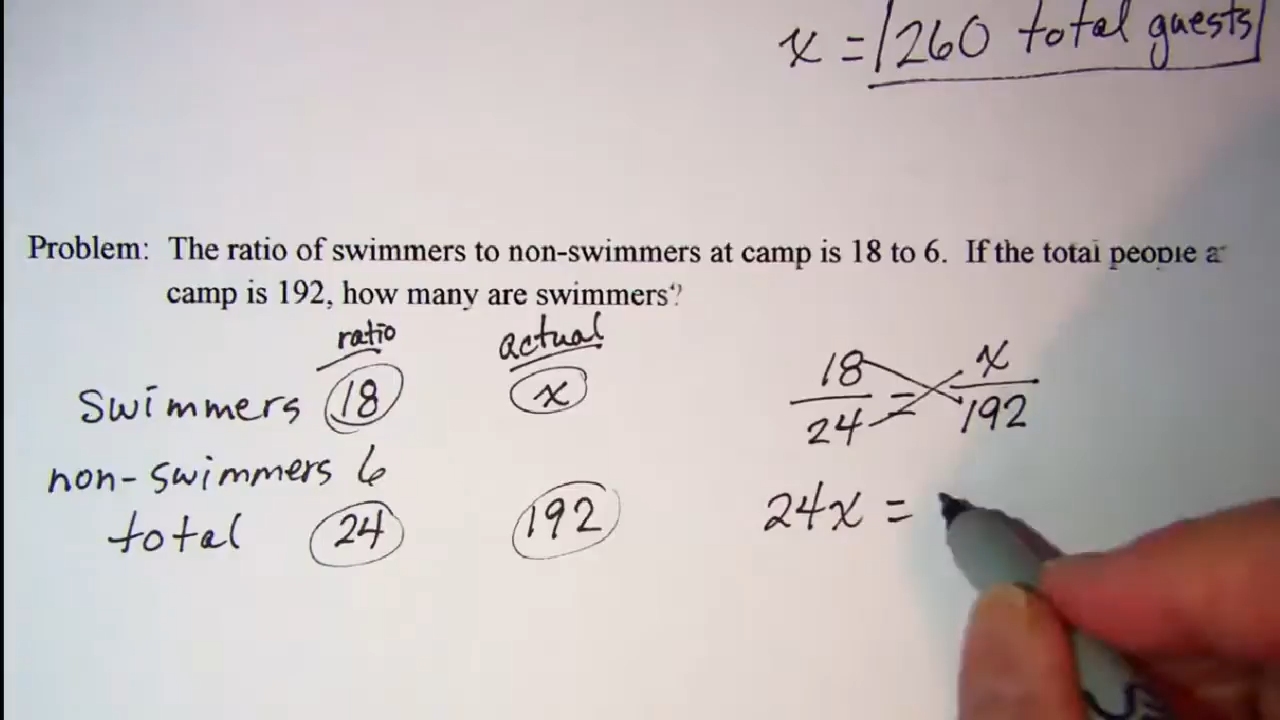 x = 1260 total guests
Problem: The ratio of swimmers to non-swimmers at camp is 18 to 6. If the total people a
camp is 192, how many are swimmers?
ratio actual
Swimmers 18 x
non-swimmers 6
total 24 192
18/24 = x/192
24x =